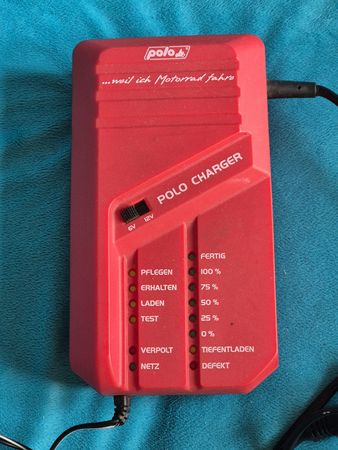 polo
...weil ich Motorrad fahre
POLO CHARGER
6V 12V
FERTIG
PFLEGEN 100 %
ERHALTEN 75 %
LADEN 50 %
TEST 25 %
0 %
VERPOLT TIEFENTLADEN
NETZ DEFEKT